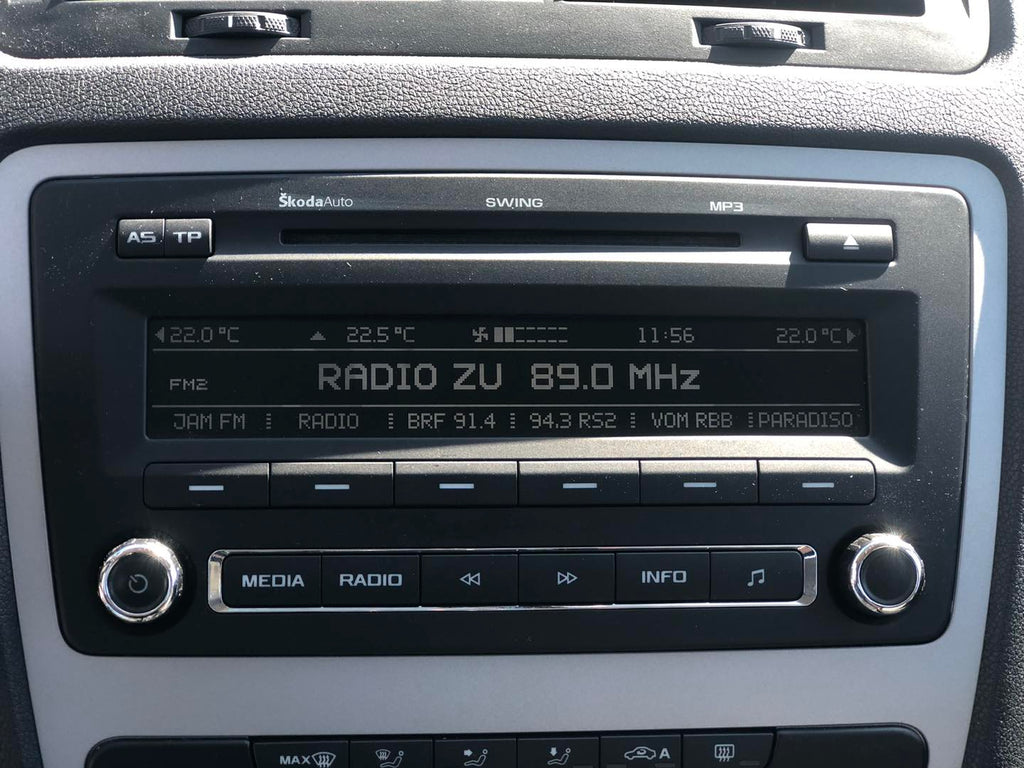 ŠkodaAuto SWING MP3
AS TP
22.0 °C 22.5 °C 11:56 22.0 °C
FM2 RADIO ZU 89.0 MHz
JAM FM RADIO BRF 91.4 94.3 RS2 VOM RBB PARADISO
MEDIA RADIO INFO
MAX A